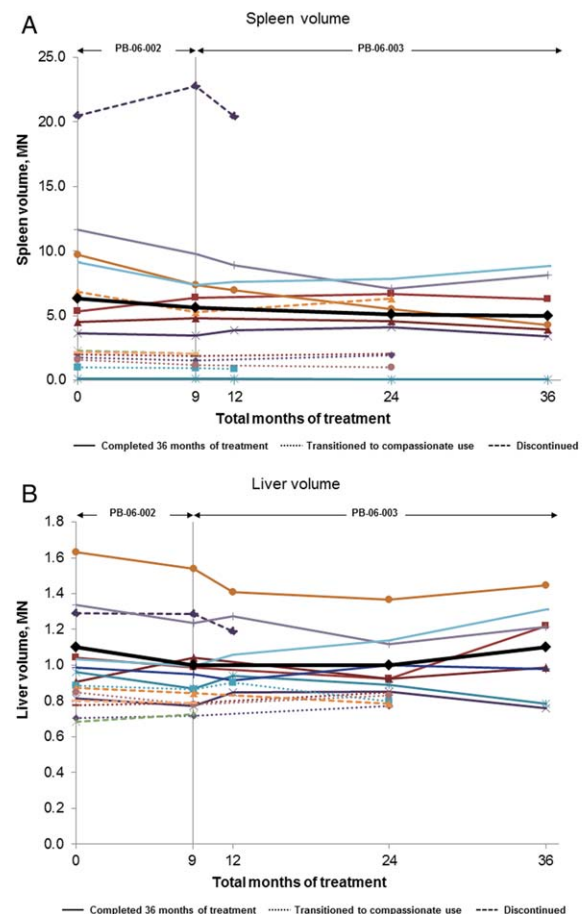 A
Spleen volume
PB-06-002 PB-06-003
25.0
20.0
15.0
10.0
5.0
0.0
Spleen volume, MN
0 9 12 24 36
Total months of treatment
Completed 36 months of treatment Transitioned to compassionate use Discontinued
B
Liver volume
PB-06-002 PB-06-003
1.8
1.6
1.4
1.2
1.0
0.8
0.6
0.4
0.2
0.0
Liver volume, MN
0 9 12 24 36
Total months of treatment
Completed 36 months of treatment Transitioned to compassionate use Discontinued